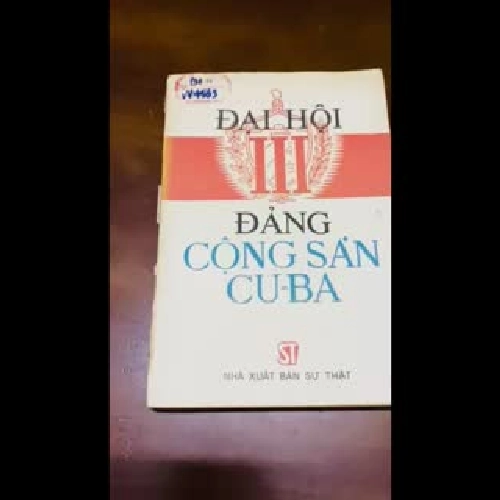 ĐẠI HỘI
III
ĐẢNG
CỘNG SẢN
CU-BA
ST
NHÀ XUẤT BẢN SỰ THẬT